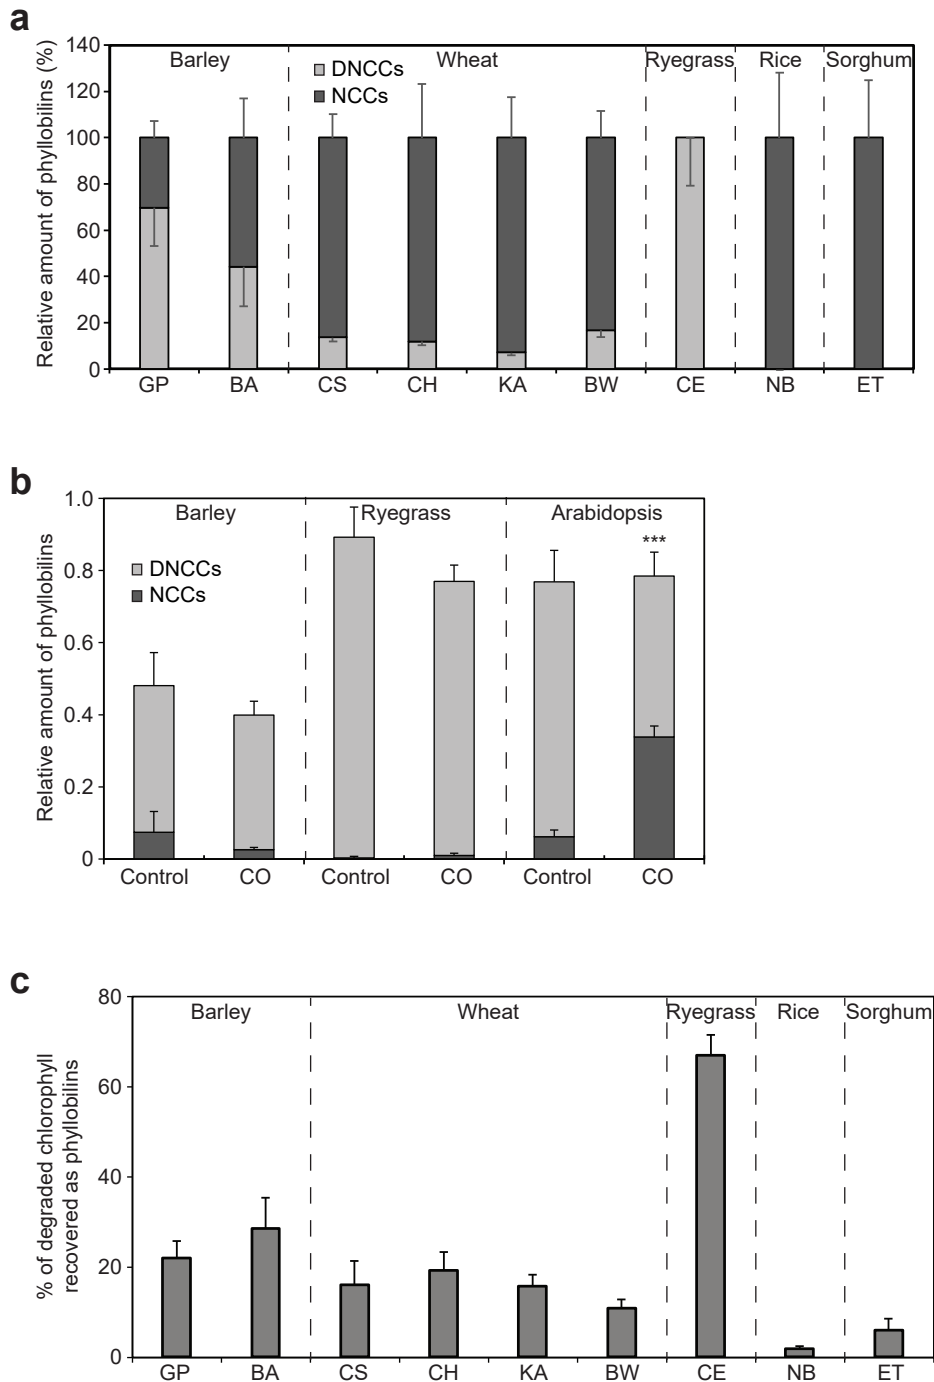 a
Relative amount of phyllobilins (%)
140
120
100
80
60
40
20
0
Barley
Wheat
Ryegrass
Rice
Sorghum
DNCCs
NCCs
GP
BA
CS
CH
KA
BW
CE
NB
ET
b
Relative amount of phyllobilins
1.0
0.8
0.6
0.4
0.2
0
Barley
Ryegrass
Arabidopsis
***
DNCCs
NCCs
Control
CO
Control
CO
Control
CO
c
% of degraded chlorophyll
recovered as phyllobilins
80
60
40
20
0
Barley
Wheat
Ryegrass
Rice
Sorghum
GP
BA
CS
CH
KA
BW
CE
NB
ET